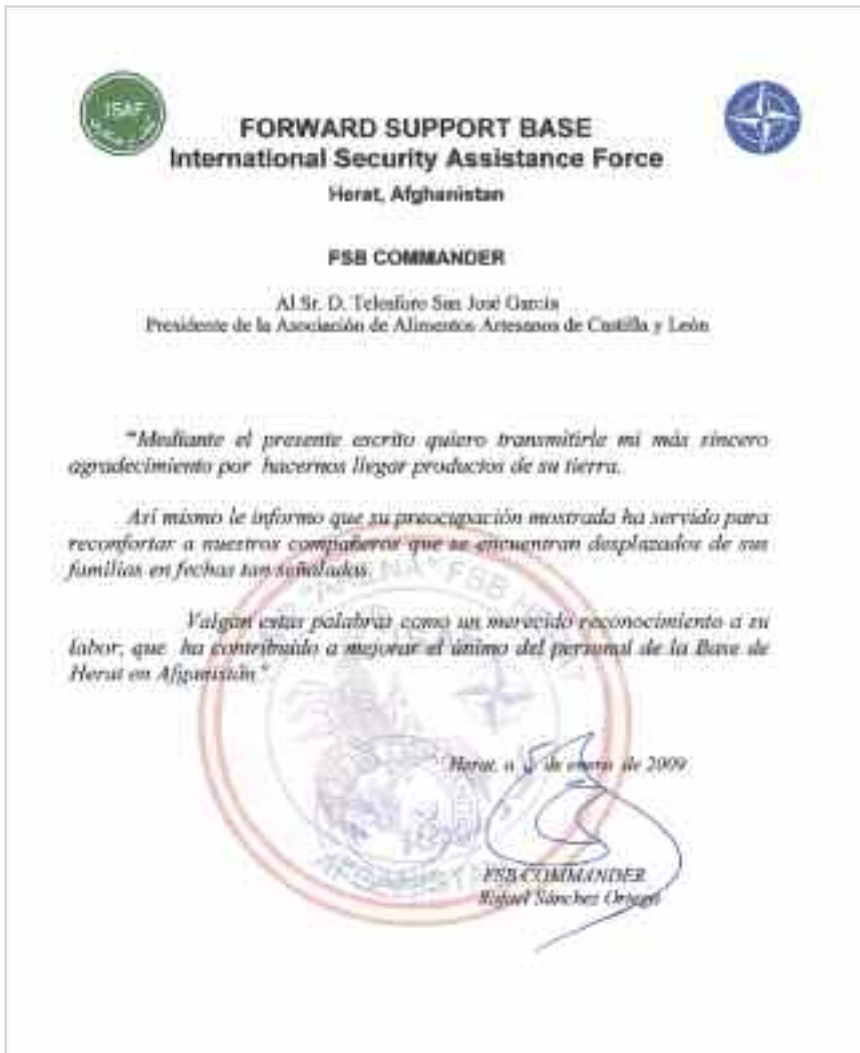 ISAF
FORWARD SUPPORT BASE
International Security Assistance Force
Herat, Afghanistan
FSB COMMANDER
Al Sr. D. Telesforo San José García
Presidente de la Asociación de Alimentos Artesanos de Castilla y León
"Mediante el presente escrito quiero transmitirle mi más sincero
agradecimiento por hacernos llegar productos de su tierra.
Así mismo le informo que su preocupación mostrada ha servido para
reconfortar a nuestros compañeros que se encuentran desplazados de sus
familias en fechas tan señaladas.
Valgan estas palabras como un merecido reconocimiento a su
labor, que ha contribuido a mejorar el ánimo del personal de la Base de
Herat en Afganistán"
"ARENA" FSB HERAT
AFGANISTAN
Herat, a de enero de 2009
FSB COMMANDER
Rafael Sánchez Ortega